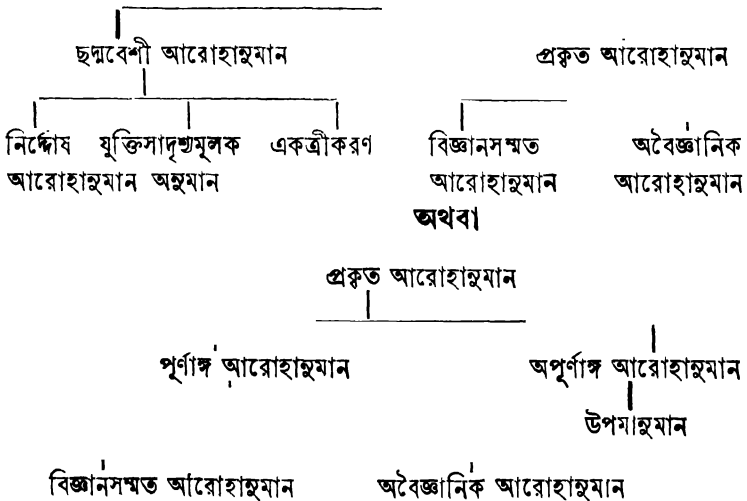 ছদ্মবেশী আরোহানুমান প্রকৃত আরোহানুমান
নির্দ্দোষ যুক্তিসাদৃশ্যমূলক একত্রীকরণ বিজ্ঞানসম্মত অবৈজ্ঞানিক
আরোহানুমান অনুমান আরোহানুমান আরোহানুমান
অথবা
প্রকৃত আরোহানুমান
পূর্ণাঙ্গ আরোহানুমান অপূর্ণাঙ্গ আরোহানুমান
উপমানুমান
বিজ্ঞানসম্মত আরোহানুমান অবৈজ্ঞানিক আরোহানুমান